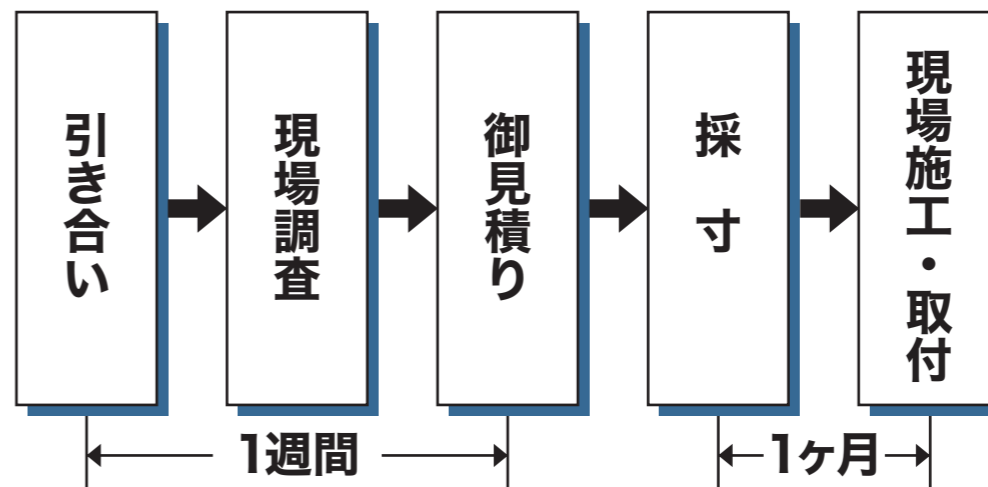 引き合い
現場調査
御見積り
採 寸
現場施工・取付
1週間
1ヶ月